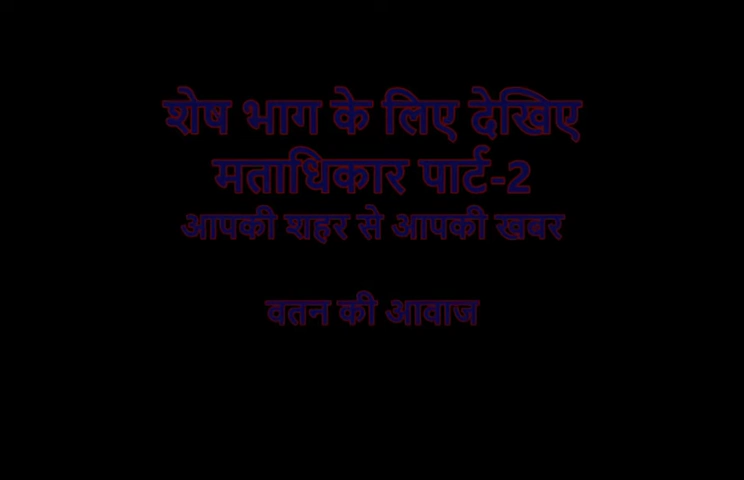 शेष भाग के लिए देखिए
मताधिकार पार्ट-2
आपकी शहर से आपकी खबर
वतन की आवाज